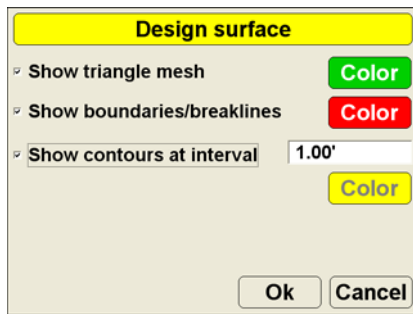 Design surface
Show triangle mesh Color
Show boundaries/breaklines Color
Show contours at interval 1.00'
Color
Ok Cancel